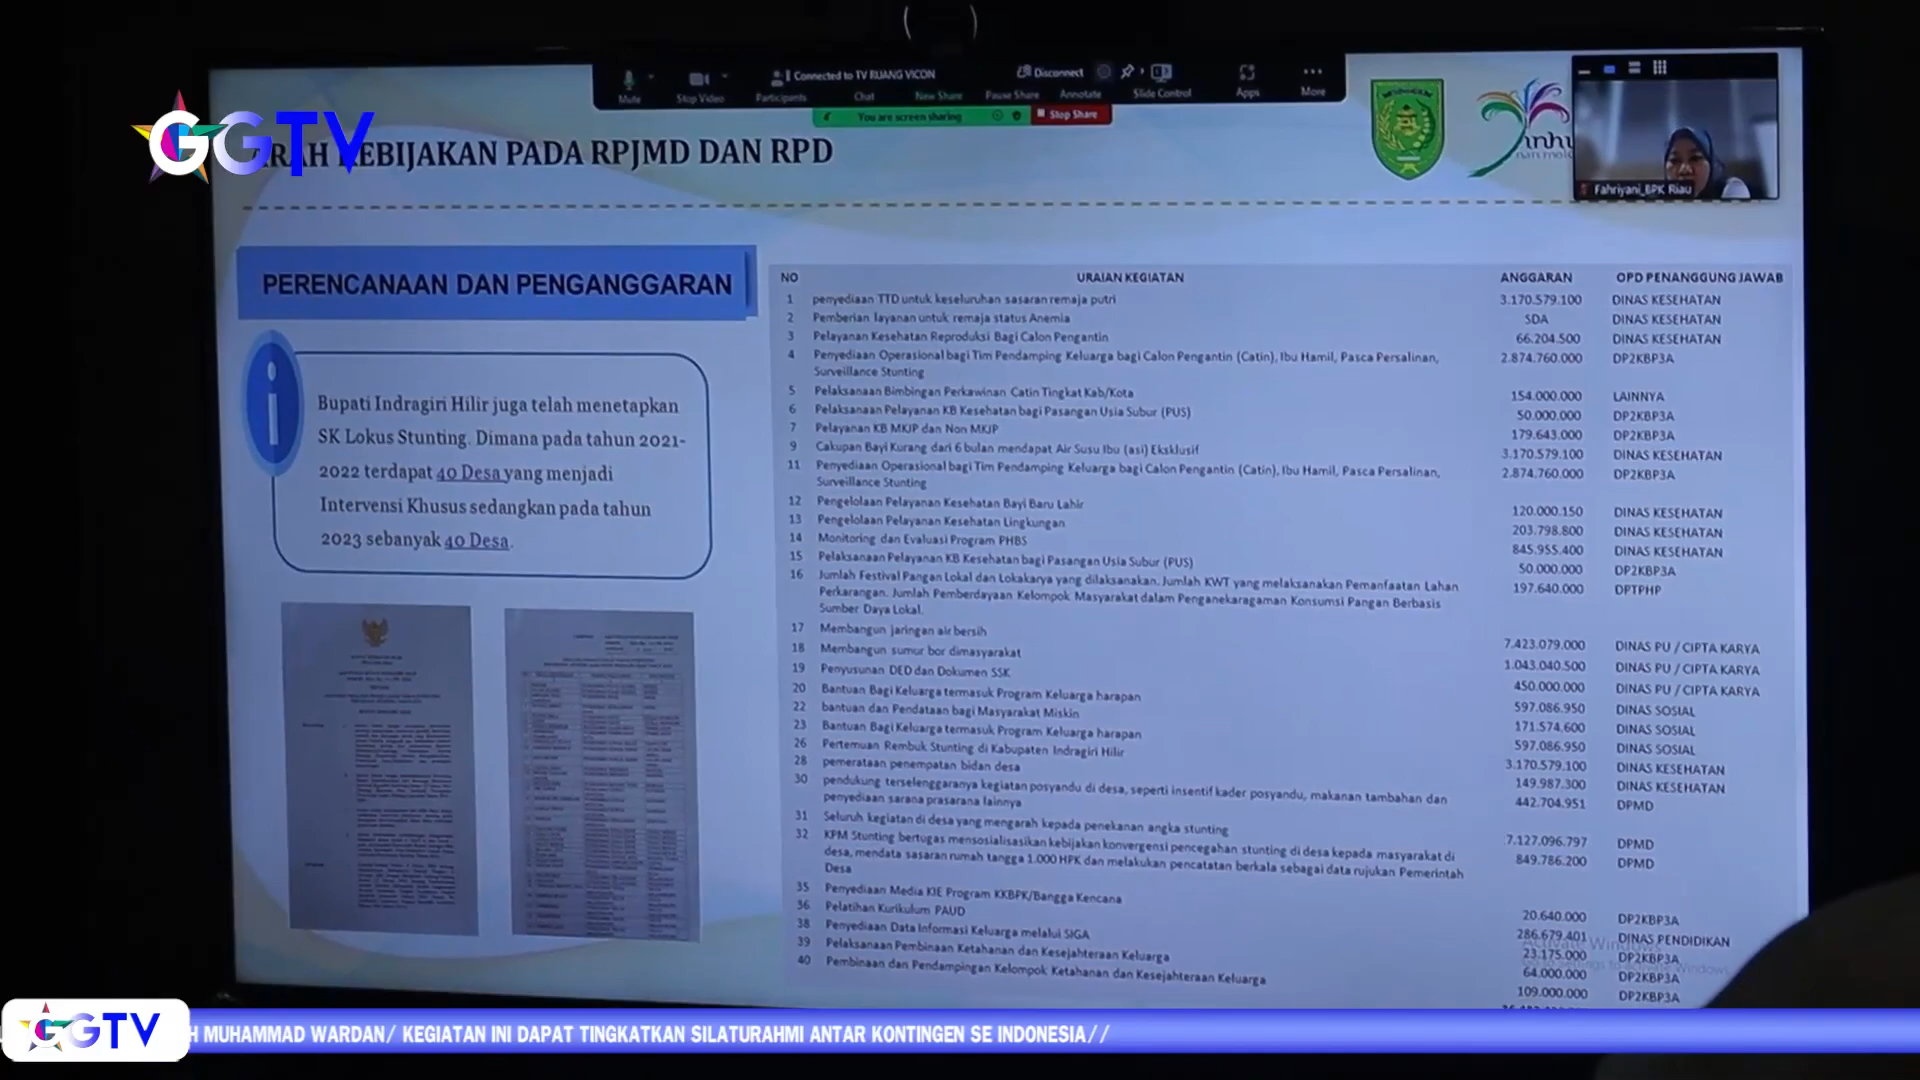 Connected to TV RUANG VICON
Disconnect
Mute
Stop Video
Participants
Chat
New Share
Pause Share
Annotate
Slide Control
Apps
More
You are screen sharing
Stop Share
GGTV
ARAH KEBIJAKAN PADA RPJMD DAN RPD
Fahriyani_BPK Riau
PERENCANAAN DAN PENGANGGARAN
Bupati Indragiri Hilir juga telah menetapkan
SK Lokus Stunting. Dimana pada tahun 2021-
2022 terdapat 40 Desa yang menjadi
Intervensi Khusus sedangkan pada tahun
2023 sebanyak 40 Desa.
NO URAIAN KEGIATAN ANGGARAN OPD PENANGGUNG JAWAB
1 penyediaan TTD untuk keseluruhan sasaran remaja putri 3.170.579.100 DINAS KESEHATAN
2 Pemberian layanan untuk remaja status Anemia SDA DINAS KESEHATAN
3 Pelayanan Kesehatan Reproduksi Bagi Calon Pengantin 66.204.500 DINAS KESEHATAN
4 Penyediaan Operasional bagi Tim Pendamping Keluarga bagi Calon Pengantin (Catin), Ibu Hamil, Pasca Persalinan, 2.874.760.000 DP2KBP3A
Surveillance Stunting
5 Pelaksanaan Bimbingan Perkawinan Catin Tingkat Kab/Kota 154.000.000 LAINNYA
6 Pelaksanaan Pelayanan KB Kesehatan bagi Pasangan Usia Subur (PUS) 50.000.000 DP2KBP3A
7 Pelayanan KB MKJP dan Non MKJP 179.643.000 DP2KBP3A
9 Cakupan Bayi Kurang dari 6 bulan mendapat Air Susu Ibu (asi) Eksklusif 3.170.579.100 DINAS KESEHATAN
11 Penyediaan Operasional bagi Tim Pendamping Keluarga bagi Calon Pengantin (Catin), Ibu Hamil, Pasca Persalinan, 2.874.760.000 DP2KBP3A
Surveillance Stunting
12 Pengelolaan Pelayanan Kesehatan Bayi Baru Lahir 120.000.150 DINAS KESEHATAN
13 Pengelolaan Pelayanan Kesehatan Lingkungan 203.798.800 DINAS KESEHATAN
14 Monitoring dan Evaluasi Program PHBS 845.955.400 DINAS KESEHATAN
15 Pelaksanaan Pelayanan KB Kesehatan bagi Pasangan Usia Subur (PUS) 50.000.000 DP2KBP3A
16 Jumlah Festival Pangan Lokal dan Lokakarya yang dilaksanakan. Jumlah KWT yang melaksanakan Pemanfaatan Lahan 197.640.000 DPTPHP
Perkarangan. Jumlah Pemberdayaan Kelompok Masyarakat dalam Penganekaragaman Konsumsi Pangan Berbasis
Sumber Daya Lokal.
17 Membangun jaringan air bersih 7.423.079.000 DINAS PU / CIPTA KARYA
18 Membangun sumur bor dimasyarakat 1.043.040.500 DINAS PU / CIPTA KARYA
19 Penyusunan DED dan Dokumen SSK 450.000.000 DINAS PU / CIPTA KARYA
20 Bantuan Bagi Keluarga termasuk Program Keluarga harapan 597.086.950 DINAS SOSIAL
22 bantuan dan Pendataan bagi Masyarakat Miskin 171.574.600 DINAS SOSIAL
23 Bantuan Bagi Keluarga termasuk Program Keluarga harapan 597.086.950 DINAS SOSIAL
26 Pertemuan Rembuk Stunting di Kabupaten Indragiri Hilir 3.170.579.100 DINAS KESEHATAN
28 pemerataan penempatan bidan desa 149.987.300 DINAS KESEHATAN
30 pendukung terselenggaranya kegiatan posyandu di desa, seperti insentif kader posyandu, makanan tambahan dan 442.704.951 DPMD
penyediaan sarana prasarana lainnya
31 Seluruh kegiatan di desa yang mengarah kepada penekanan angka stunting 7.127.096.797 DPMD
32 KPM Stunting bertugas mensosialisasikan kebijakan konvergensi pencegahan stunting di desa kepada masyarakat di 849.786.200 DPMD
desa, mendata sasaran rumah tangga 1.000 HPK dan melakukan pencatatan berkala sebagai data rujukan Pemerintah
Desa
35 Penyediaan Media KIE Program KKBPK/Bangga Kencana 20.640.000 DP2KBP3A
36 Pelatihan Kurikulum PAUD 286.679.401 DINAS PENDIDIKAN
38 Penyediaan Data Informasi Keluarga melalui SIGA 23.175.000 DP2KBP3A
39 Pelaksanaan Pembinaan Ketahanan dan Kesejahteraan Keluarga 64.000.000 DP2KBP3A
40 Pembinaan dan Pendampingan Kelompok Ketahanan dan Kesejahteraan Keluarga 109.000.000 DP2KBP3A
Activate Windows
Go to Settings to activate Windows.
GGTV
H MUHAMMAD WARDAN/ KEGIATAN INI DAPAT TINGKATKAN SILATURAHMI ANTAR KONTINGEN SE INDONESIA//